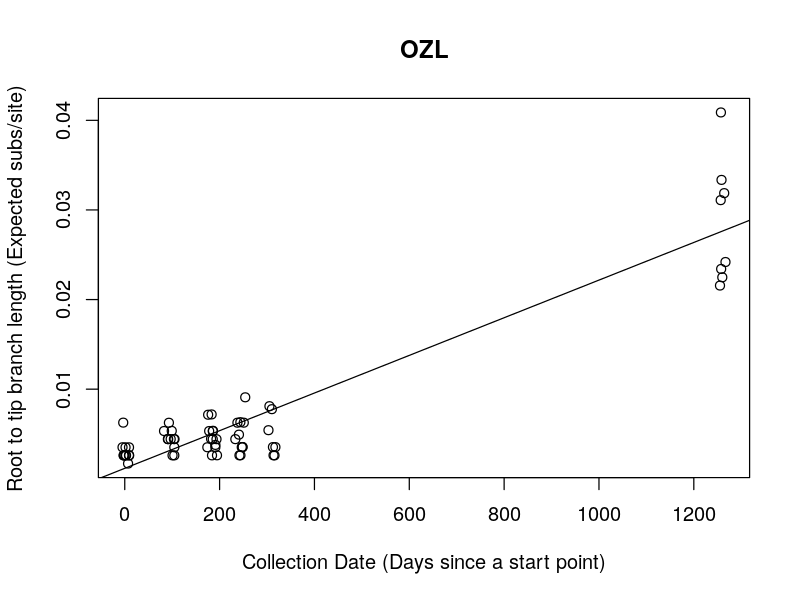 OZL
Root to tip branch length (Expected subs/site)
0.04
0.03
0.02
0.01
0 200 400 600 800 1000 1200
Collection Date (Days since a start point)